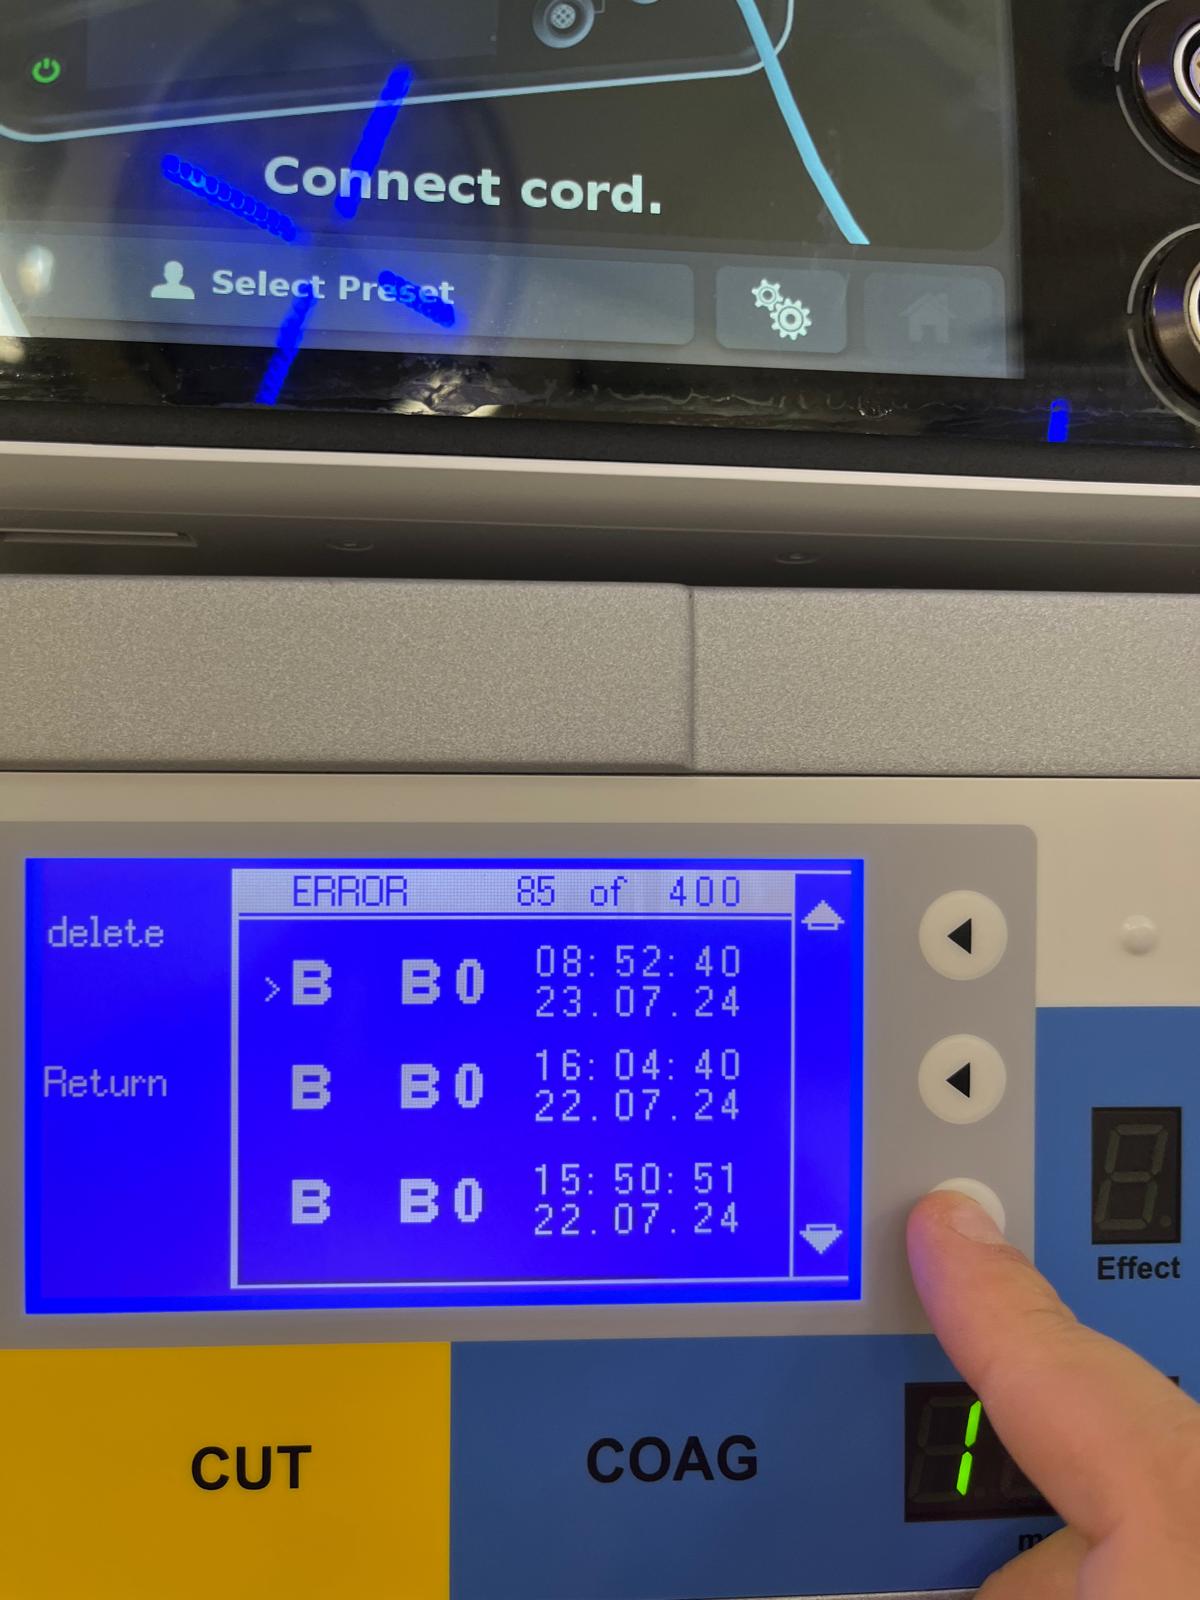 Connect cord.
Select Preset
ERROR 85 of 400
delete
>B B0 08:52:40
23.07.24
Return
B B0 16:04:40
22.07.24
B B0 15:50:51
22.07.24
Effect
CUT
COAG
1